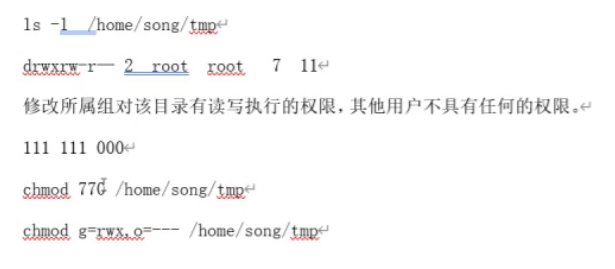 ls -l  /home/song/tmp
drwxrw-r-- 2  root  root   7  11
修改所属组对该目录有读写执行的权限，其他用户不具有任何的权限。
111 111 000
chmod 770 /home/song/tmp
chmod g=rwx,o=--- /home/song/tmp